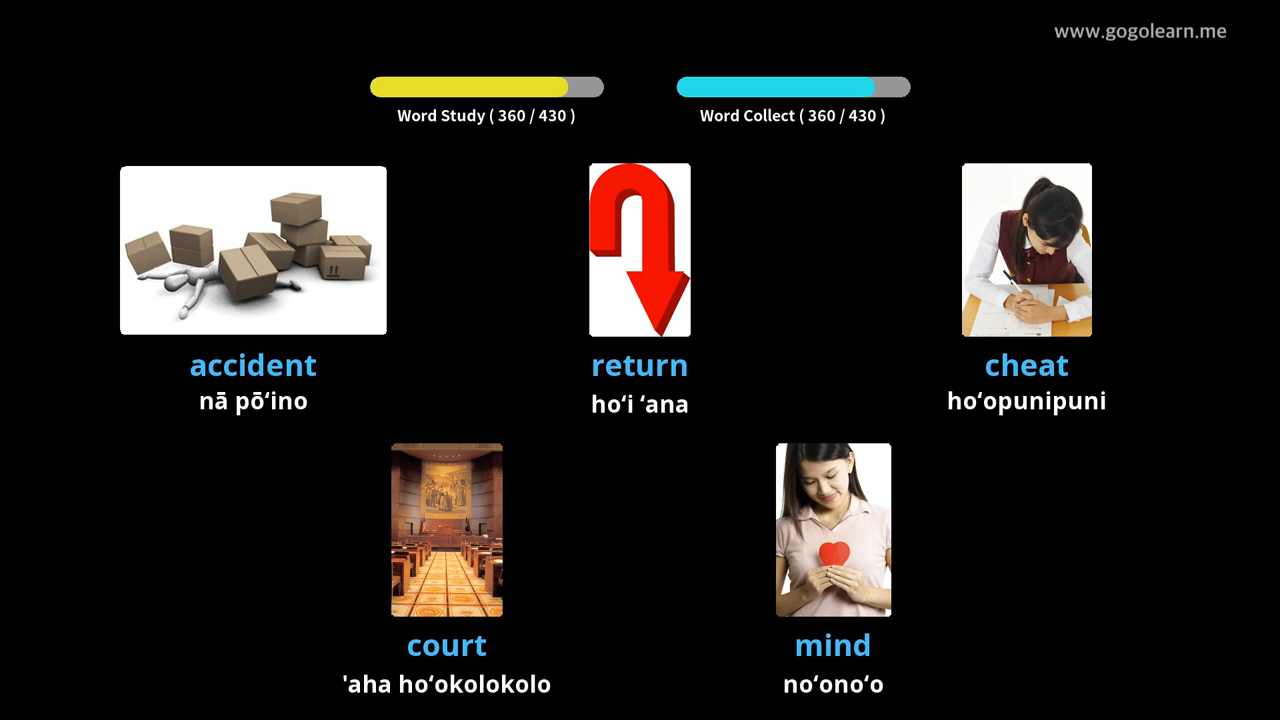 www.gogolearn.me
Word Study ( 360 / 430 )
Word Collect ( 360 / 430 )
accident
nā pōʻino
return
hoʻi ʻana
cheat
hoʻopunipuni
court
'aha hoʻokolokolo
mind
noʻonoʻo